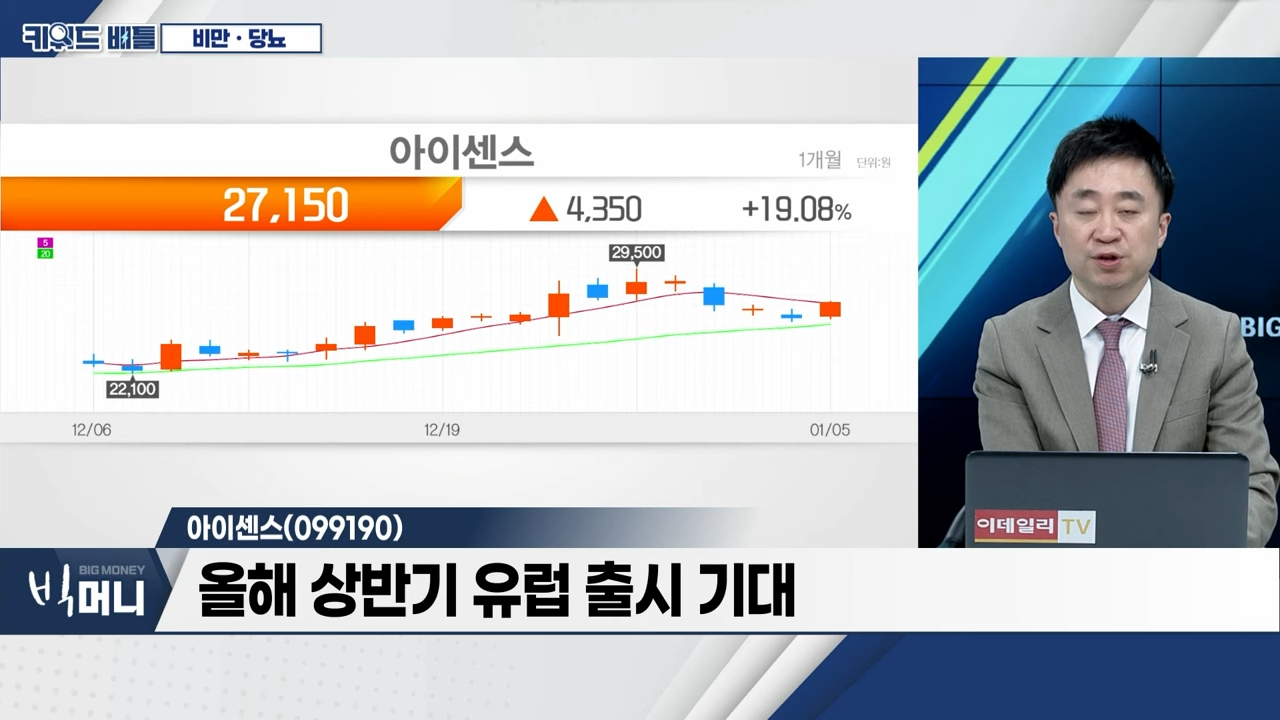 키워드 배틀
비만·당뇨
아이센스
1개월 단위:원
27,150 ▲ 4,350 +19.08%
5
20
29,500
22,100
12/06 12/19 01/05
BIG
이데일리 TV
아이센스(099190)
BIG MONEY
빅머니
올해 상반기 유럽 출시 기대